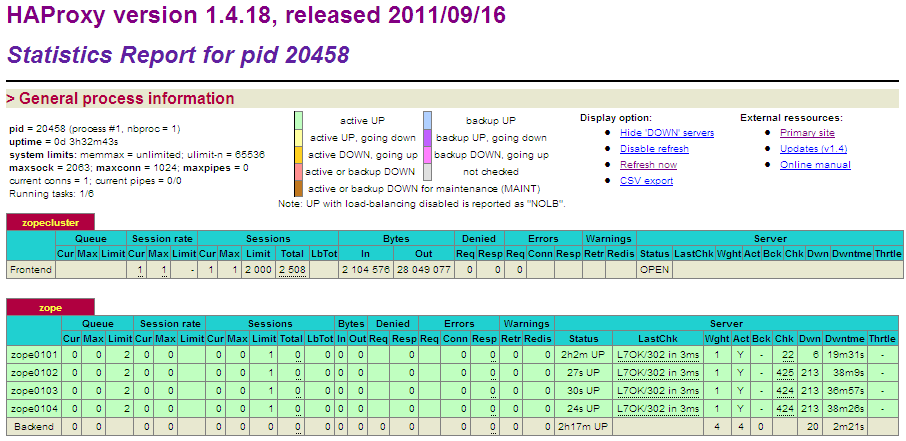 HAProxy version 1.4.18, released 2011/09/16
Statistics Report for pid 20458
> General process information
pid = 20458 (process #1, nbproc = 1)
uptime = 0d 3h32m43s
system limits: memmax = unlimited; ulimit-n = 65536
maxsock = 2063; maxconn = 1024; maxpipes = 0
current conns = 1; current pipes = 0/0
Running tasks: 1/6
active UP backup UP
active UP, going down backup UP, going down
active DOWN, going up backup DOWN, going up
active or backup DOWN not checked
active or backup DOWN for maintenance (MAINT)
Note: UP with load-balancing disabled is reported as "NOLB".
Display option:
Hide 'DOWN' servers
Disable refresh
Refresh now
CSV export
External ressources:
Primary site
Updates (v1.4)
Online manual
zopecluster
Queue Session rate Sessions Bytes Denied Errors Warnings Server
Cur Max Limit Cur Max Limit Cur Max Limit Total LbTot In Out Req Resp Req Conn Resp Retr Redis Status LastChk Wght Act Bck Chk Dwn Dwntme Thrtle
Frontend 1 1 - 1 1 2 000 2 508 2 104 576 28 049 077 0 0 0 OPEN
zope
Queue Session rate Sessions Bytes Denied Errors Warnings Server
Cur Max Limit Cur Max Limit Cur Max Limit Total LbTot In Out Req Resp Req Conn Resp Retr Redis Status LastChk Wght Act Bck Chk Dwn Dwntme Thrtle
zope0101 0 0 2 0 0 0 0 1 0 0 0 0 0 0 0 0 0 2h2m UP L7OK/302 in 3ms 1 Y - 22 6 19m31s -
zope0102 0 0 2 0 0 0 0 1 0 0 0 0 0 0 0 0 0 27s UP L7OK/302 in 3ms 1 Y - 425 213 38m9s -
zope0103 0 0 2 0 0 0 0 1 0 0 0 0 0 0 0 0 0 30s UP L7OK/302 in 3ms 1 Y - 424 213 36m57s -
zope0104 0 0 2 0 0 0 0 1 0 0 0 0 0 0 0 0 0 24s UP L7OK/302 in 3ms 1 Y - 424 213 38m26s -
Backend 0 0 0 0 0 0 0 0 0 0 0 0 0 0 0 0 0 2h17m UP 4 4 0 20 2m21s